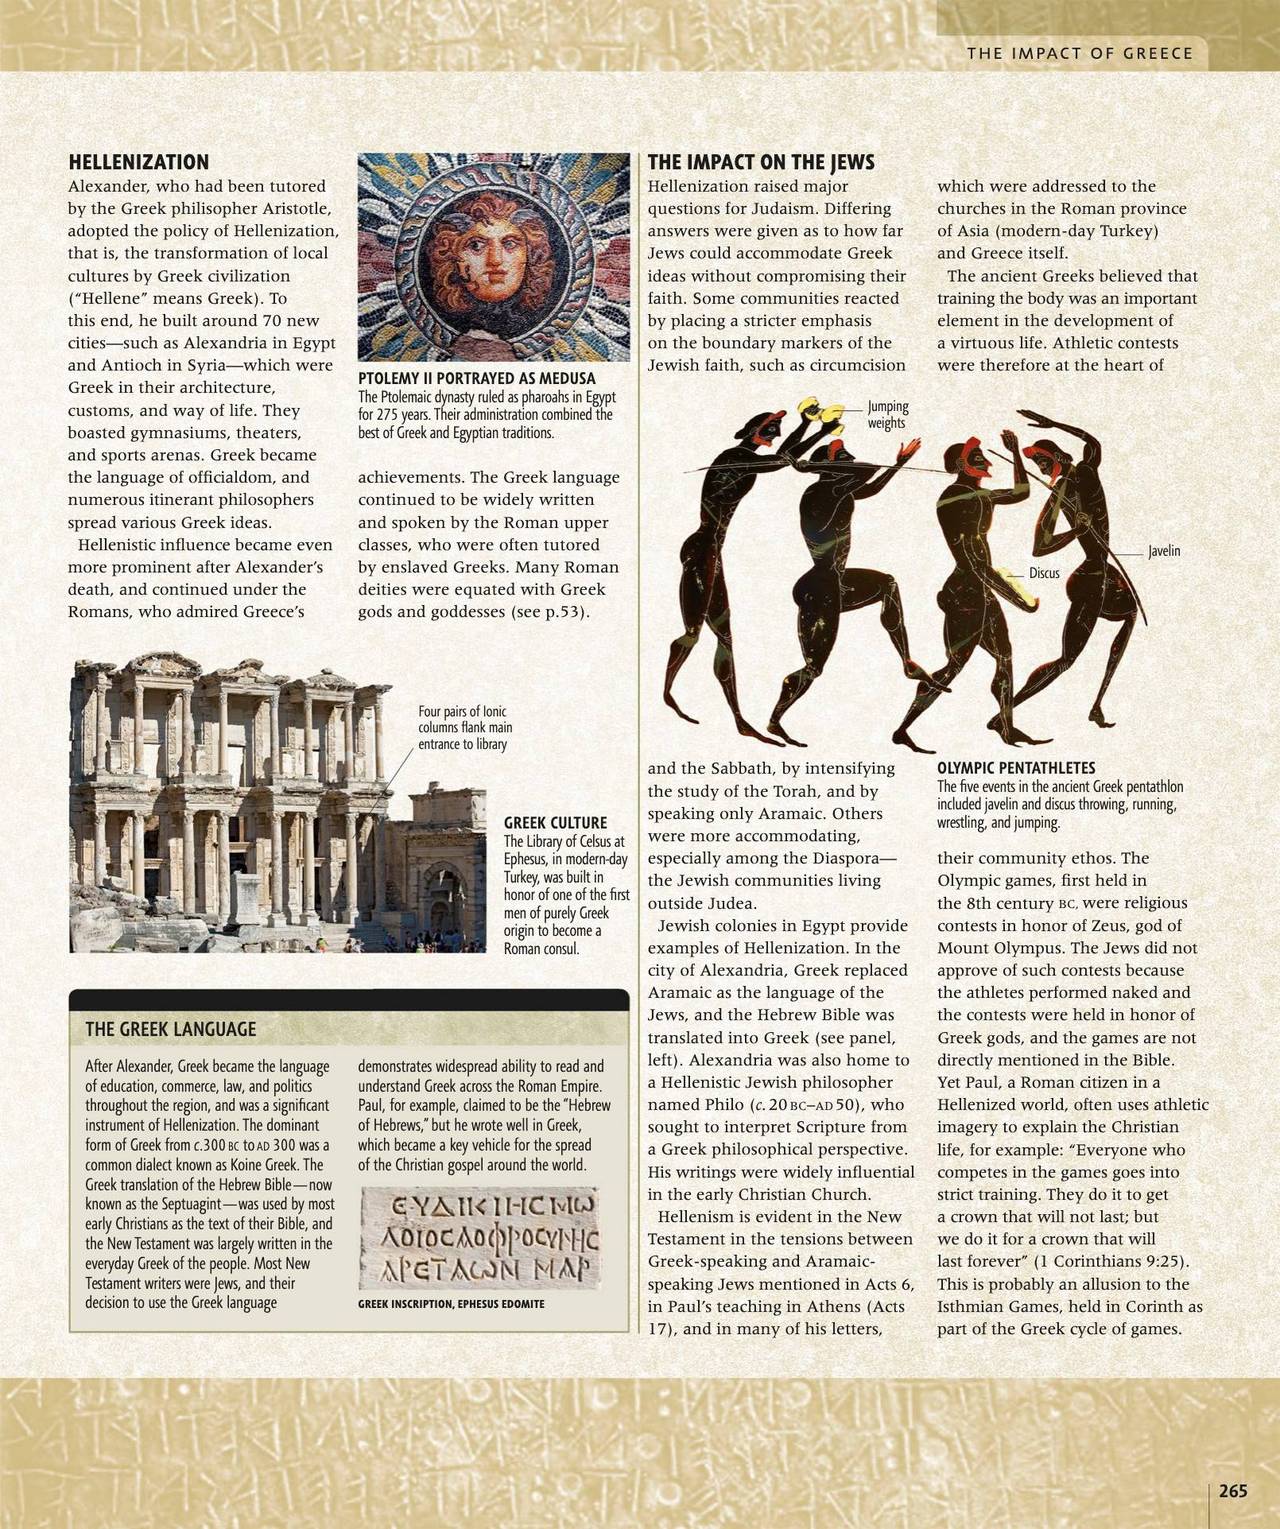 THE IMPACT OF GREECE
HELLENIZATION
Alexander, who had been tutored
by the Greek philisopher Aristotle,
adopted the policy of Hellenization,
that is, the transformation of local
cultures by Greek civilization
(“Hellene” means Greek). To
this end, he built around 70 new
cities—such as Alexandria in Egypt
and Antioch in Syria—which were
Greek in their architecture,
customs, and way of life. They
boasted gymnasiums, theaters,
and sports arenas. Greek became
the language of officialdom, and
numerous itinerant philosophers
spread various Greek ideas.
Hellenistic influence became even
more prominent after Alexander’s
death, and continued under the
Romans, who admired Greece’s
PTOLEMY II PORTRAYED AS MEDUSA
The Ptolemaic dynasty ruled as pharoahs in Egypt
for 275 years. Their administration combined the
best of Greek and Egyptian traditions.
achievements. The Greek language
continued to be widely written
and spoken by the Roman upper
classes, who were often tutored
by enslaved Greeks. Many Roman
deities were equated with Greek
gods and goddesses (see p.53).
Four pairs of Ionic
columns flank main
entrance to library
GREEK CULTURE
The Library of Celsus at
Ephesus, in modern-day
Turkey, was built in
honor of one of the first
men of purely Greek
origin to become a
Roman consul.
THE GREEK LANGUAGE
After Alexander, Greek became the language
of education, commerce, law, and politics
throughout the region, and was a significant
instrument of Hellenization. The dominant
form of Greek from c.300 BC to AD 300 was a
common dialect known as Koine Greek. The
Greek translation of the Hebrew Bible—now
known as the Septuagint—was used by most
early Christians as the text of their Bible, and
the New Testament was largely written in the
everyday Greek of the people. Most New
Testament writers were Jews, and their
decision to use the Greek language
demonstrates widespread ability to read and
understand Greek across the Roman Empire.
Paul, for example, claimed to be the “Hebrew
of Hebrews,” but he wrote well in Greek,
which became a key vehicle for the spread
of the Christian gospel around the world.
GREEK INSCRIPTION, EPHESUS EDOMITE
THE IMPACT ON THE JEWS
Hellenization raised major
questions for Judaism. Differing
answers were given as to how far
Jews could accommodate Greek
ideas without compromising their
faith. Some communities reacted
by placing a stricter emphasis
on the boundary markers of the
Jewish faith, such as circumcision
and the Sabbath, by intensifying
the study of the Torah, and by
speaking only Aramaic. Others
were more accommodating,
especially among the Diaspora—
the Jewish communities living
outside Judea.
Jewish colonies in Egypt provide
examples of Hellenization. In the
city of Alexandria, Greek replaced
Aramaic as the language of the
Jews, and the Hebrew Bible was
translated into Greek (see panel,
left). Alexandria was also home to
a Hellenistic Jewish philosopher
named Philo (c. 20 BC–AD 50), who
sought to interpret Scripture from
a Greek philosophical perspective.
His writings were widely influential
in the early Christian Church.
Hellenism is evident in the New
Testament in the tensions between
Greek-speaking and Aramaic-
speaking Jews mentioned in Acts 6,
in Paul’s teaching in Athens (Acts
17), and in many of his letters,
which were addressed to the
churches in the Roman province
of Asia (modern-day Turkey)
and Greece itself.
The ancient Greeks believed that
training the body was an important
element in the development of
a virtuous life. Athletic contests
were therefore at the heart of
Jumping
weights
Javelin
Discus
OLYMPIC PENTATHLETES
The five events in the ancient Greek pentathlon
included javelin and discus throwing, running,
wrestling, and jumping.
their community ethos. The
Olympic games, first held in
the 8th century BC, were religious
contests in honor of Zeus, god of
Mount Olympus. The Jews did not
approve of such contests because
the athletes performed naked and
the contests were held in honor of
Greek gods, and the games are not
directly mentioned in the Bible.
Yet Paul, a Roman citizen in a
Hellenized world, often uses athletic
imagery to explain the Christian
life, for example: “Everyone who
competes in the games goes into
strict training. They do it to get
a crown that will not last; but
we do it for a crown that will
last forever” (1 Corinthians 9:25).
This is probably an allusion to the
Isthmian Games, held in Corinth as
part of the Greek cycle of games.
265